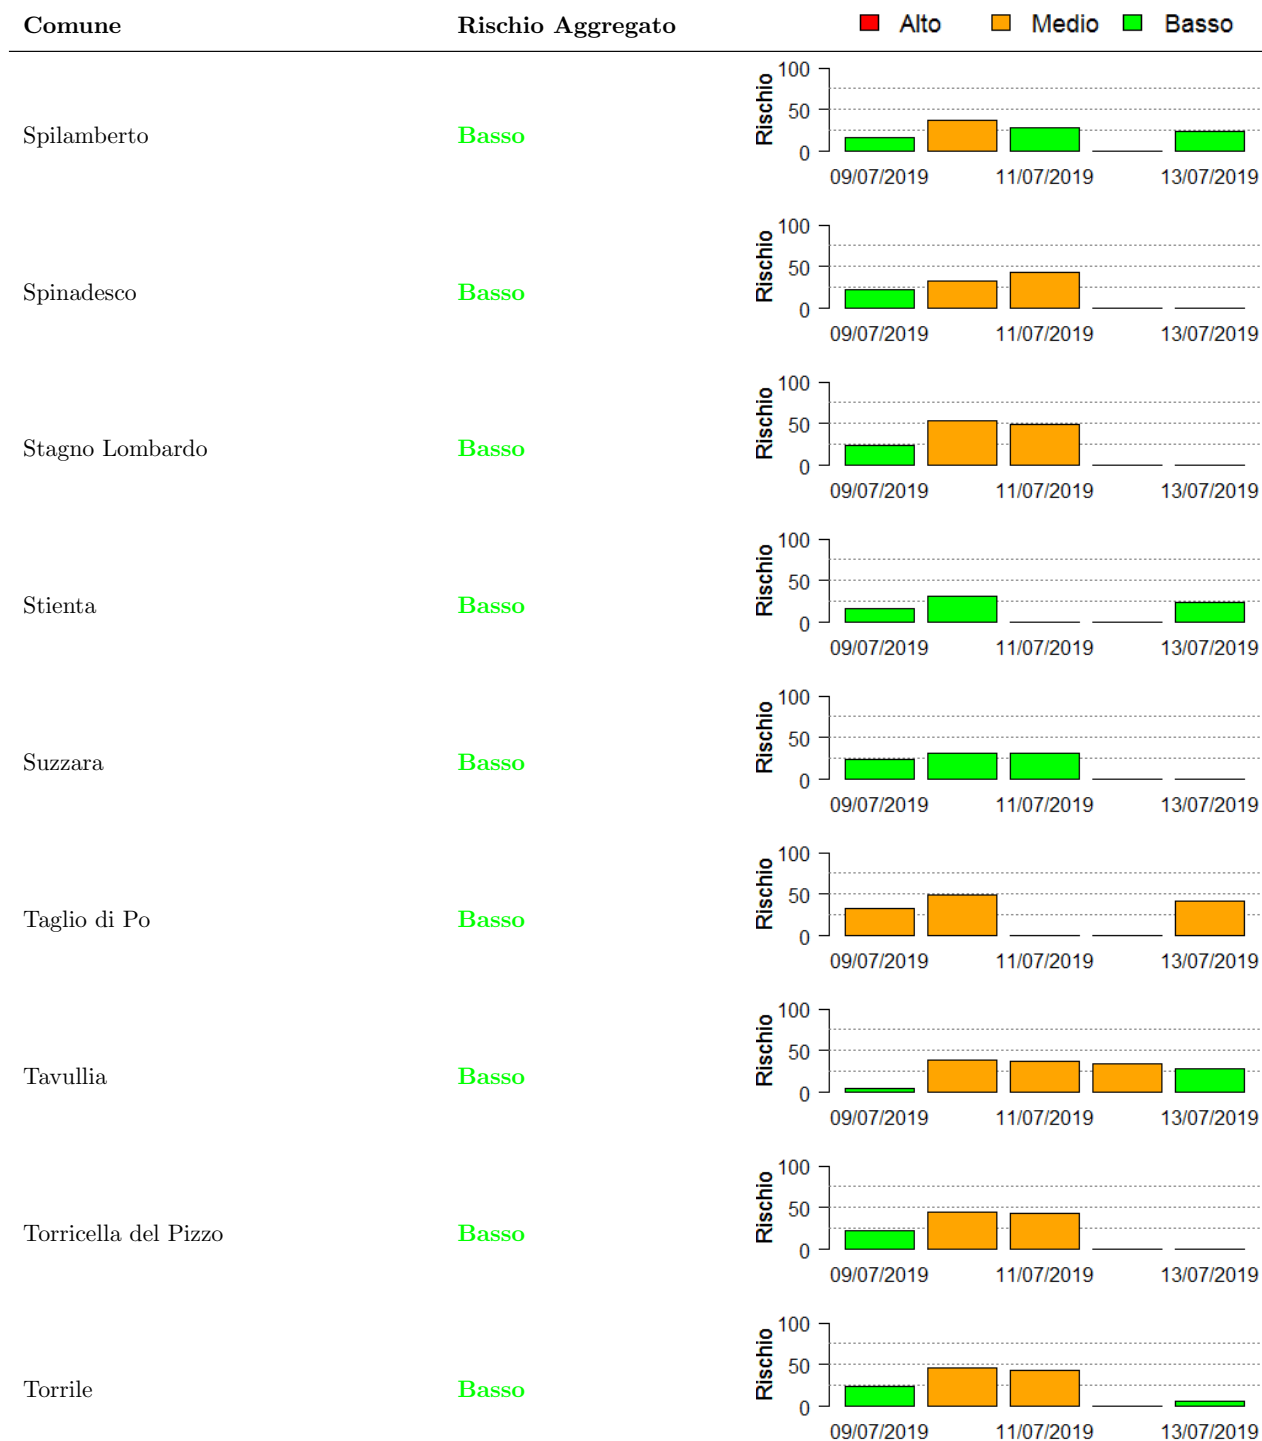 Comune Rischio Aggregato Alto Medio Basso
Spilamberto Basso Rischio 100 50 0
09/07/2019 11/07/2019 13/07/2019
Spinadesco Basso Rischio 100 50 0
09/07/2019 11/07/2019 13/07/2019
Stagno Lombardo Basso Rischio 100 50 0
09/07/2019 11/07/2019 13/07/2019
Stienta Basso Rischio 100 50 0
09/07/2019 11/07/2019 13/07/2019
Suzzara Basso Rischio 100 50 0
09/07/2019 11/07/2019 13/07/2019
Taglio di Po Basso Rischio 100 50 0
09/07/2019 11/07/2019 13/07/2019
Tavullia Basso Rischio 100 50 0
09/07/2019 11/07/2019 13/07/2019
Torricella del Pizzo Basso Rischio 100 50 0
09/07/2019 11/07/2019 13/07/2019
Torrile Basso Rischio 100 50 0
09/07/2019 11/07/2019 13/07/2019